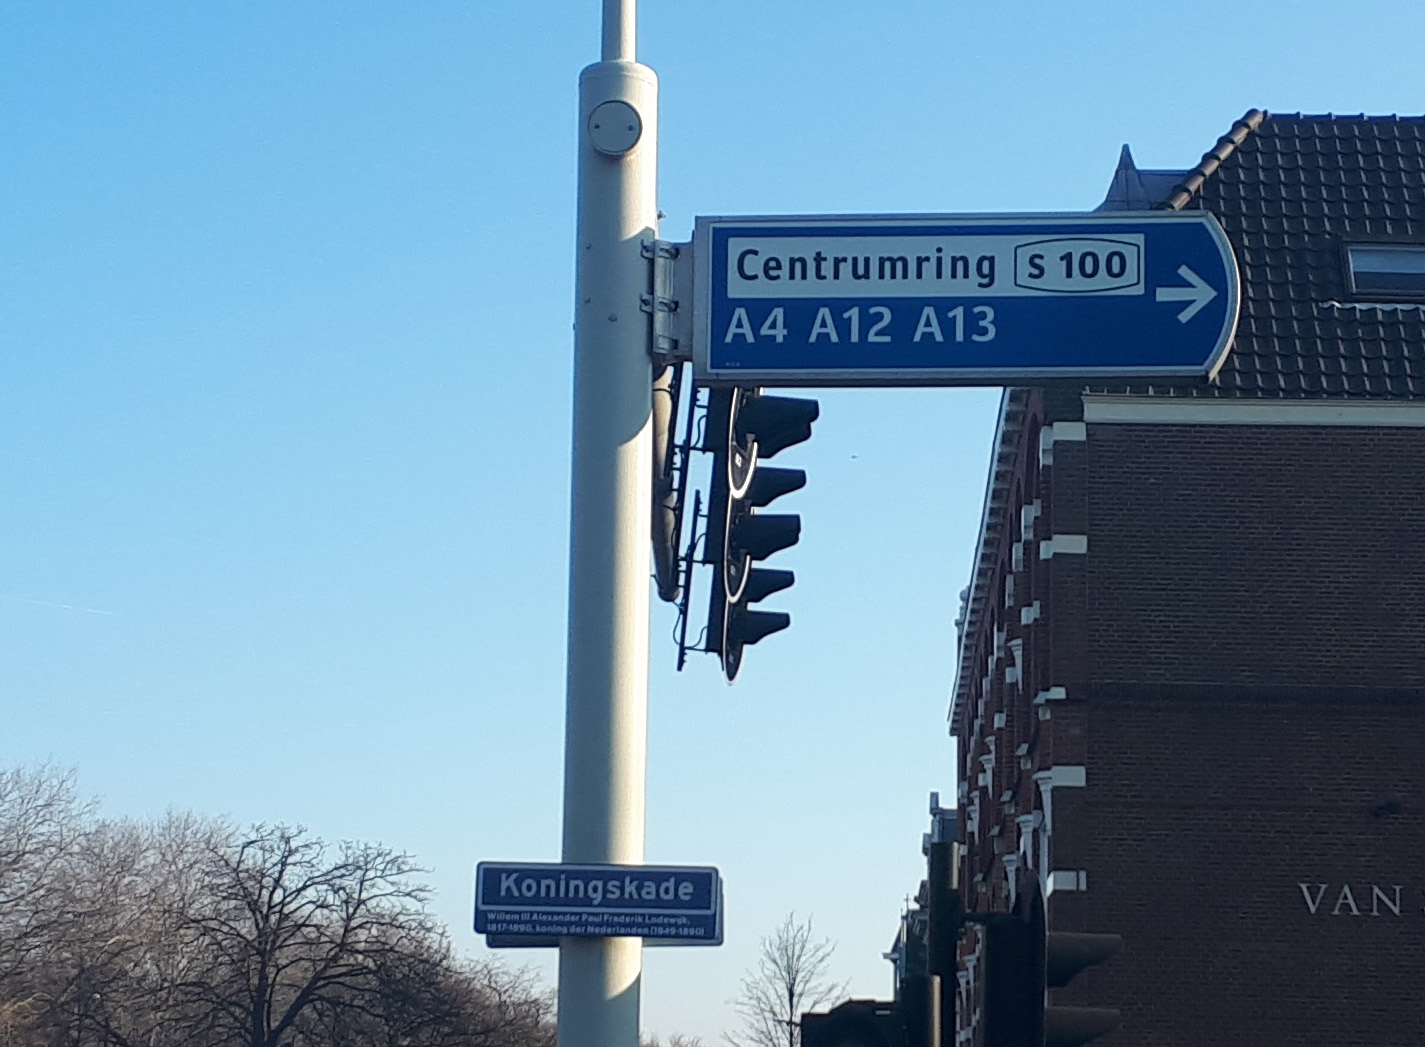 Centrumring S 100
A4 A12 A13
Koningskade
Willem III Alexander Paul Frederik Lodewijk,
1817-1890, koning der Nederlanden (1849-1890)
VAN